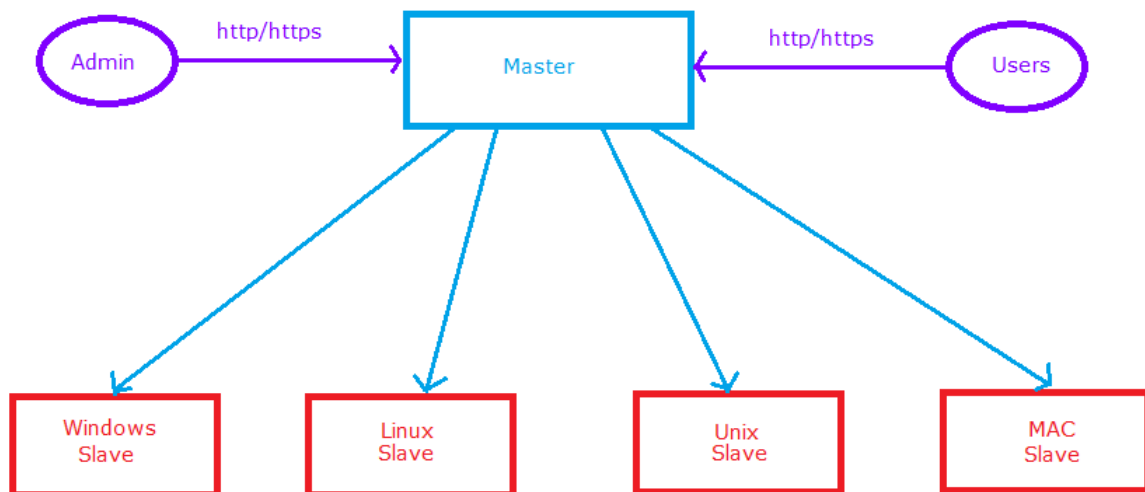 http/https
http/https
Admin
Master
Users
Windows
Slave
Linux
Slave
Unix
Slave
MAC
Slave